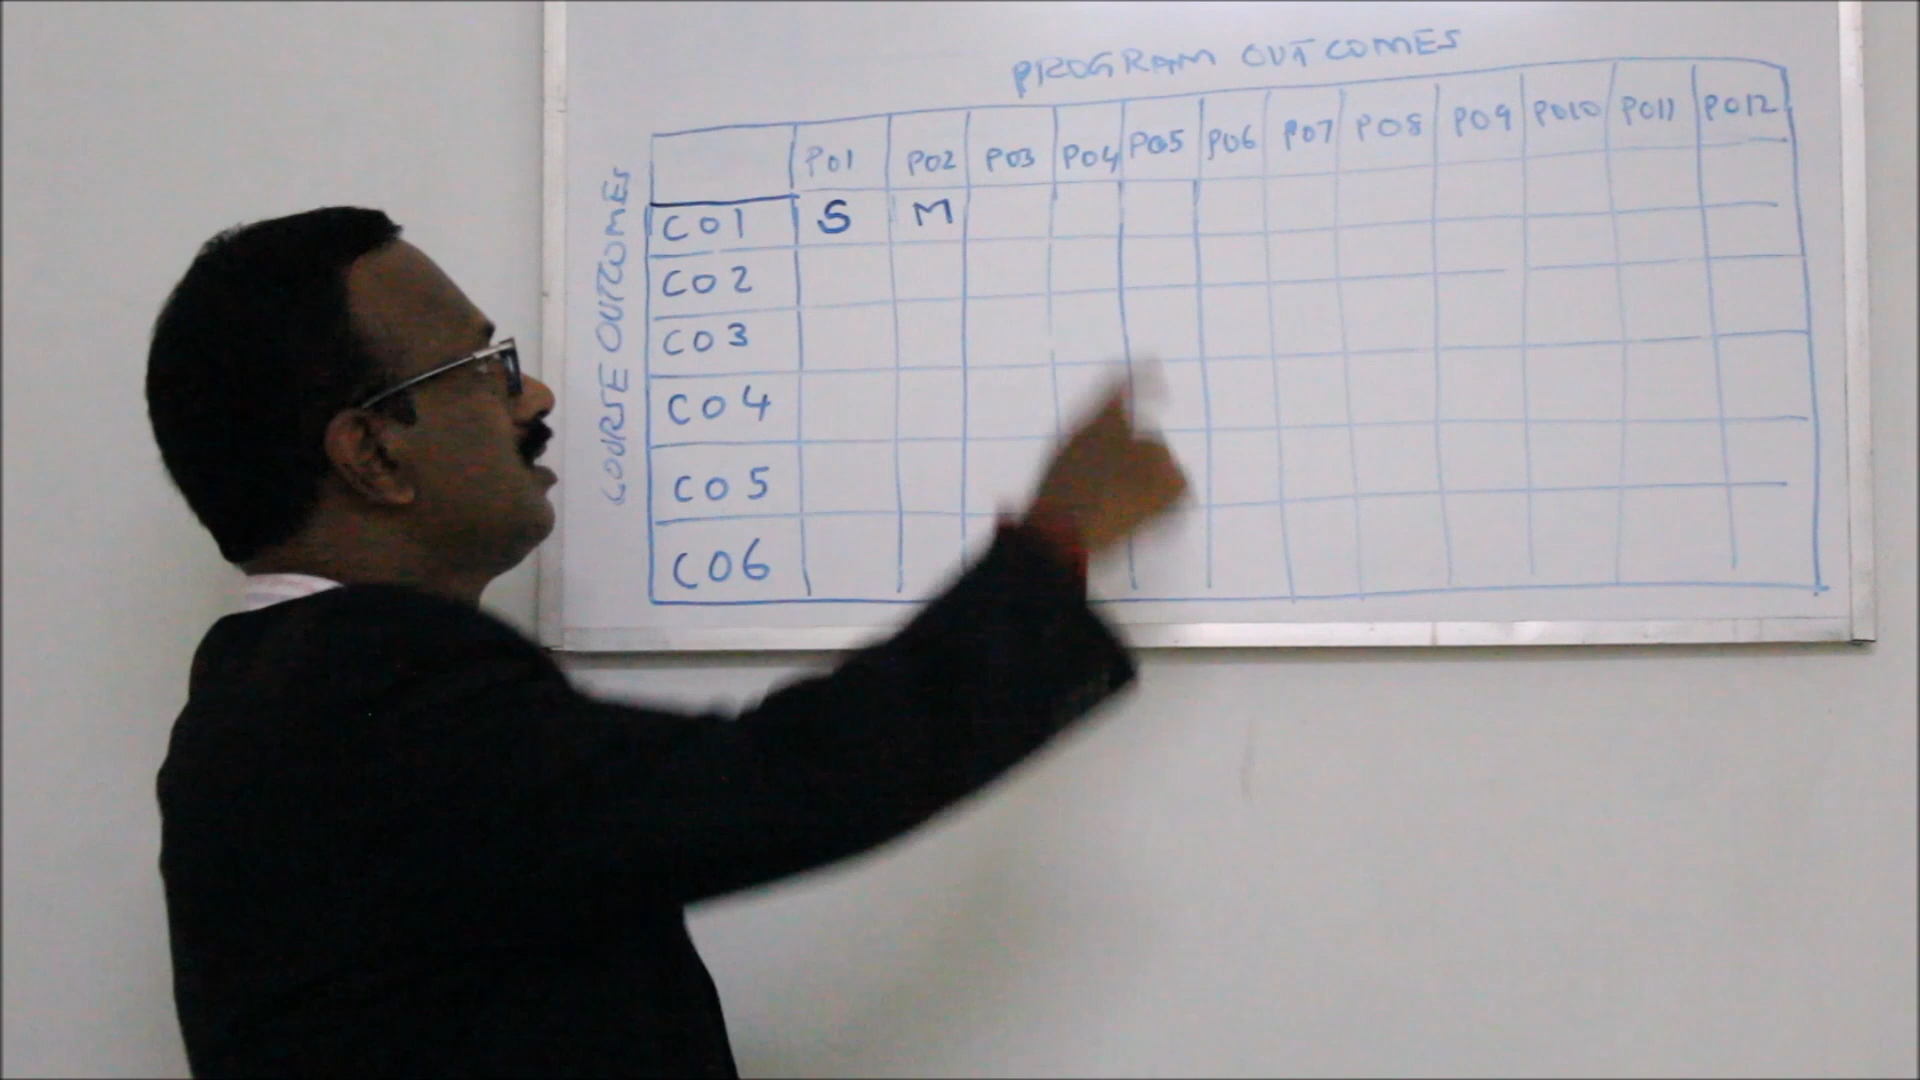 PROGRAM OUTCOMES
COURSE OUTCOMES
PO1 PO2 PO3 PO4 PO5 PO6 PO7 PO8 PO9 PO10 PO11 PO12
CO1 S M
CO2
CO3
CO4
CO5
CO6